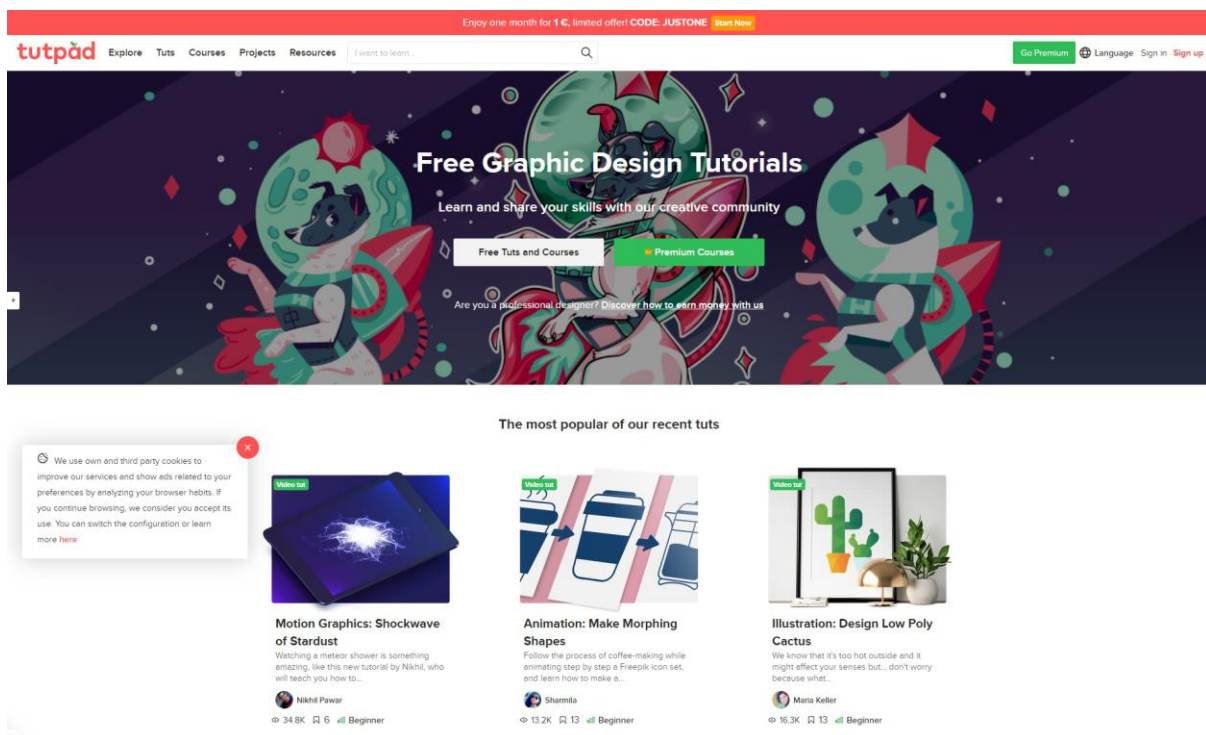 Enjoy one month for 1 €, limited offer! CODE: JUSTONE Start Now
tutpad Explore Tuts Courses Projects Resources I want to learn... Go Premium Language Sign in Sign up
Free Graphic Design Tutorials
Learn and share your skills with our creative community
Free Tuts and Courses Premium Courses
Are you a professional designer? Discover how to earn money with us
The most popular of our recent tuts
We use own and third party cookies to
improve our services and show ads related to your
preferences by analyzing your browser habits. If
you continue browsing, we consider you accept its
use. You can switch the configuration or learn
more here
Video tut
Motion Graphics: Shockwave
of Stardust
Watching a meteor shower is something
amazing, like this new tutorial by Nikhil, who
will teach you how to...
Nikhil Pawar
34.8K 6 Beginner
Video tut
Animation: Make Morphing
Shapes
Follow the process of coffee-making while
animating step by step a Freepik icon set,
and learn how to make a...
Sharmila
13.2K 13 Beginner
Video tut
Illustration: Design Low Poly
Cactus
We know that it's too hot outside and it
might affect your senses but... don't worry
because what...
Maria Keller
16.3K 13 Beginner